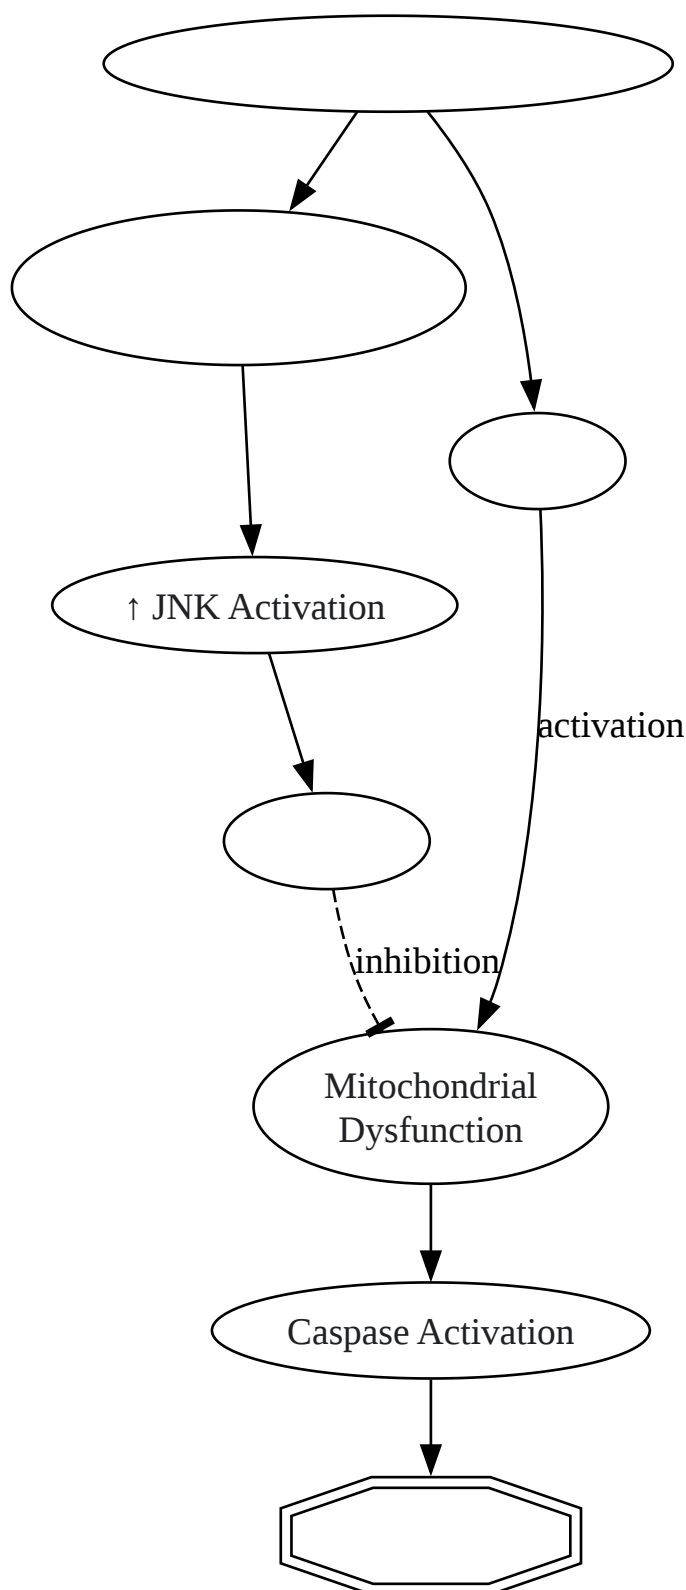 ↑ JNK Activation
activation
inhibition
Mitochondrial
Dysfunction
Caspase Activation